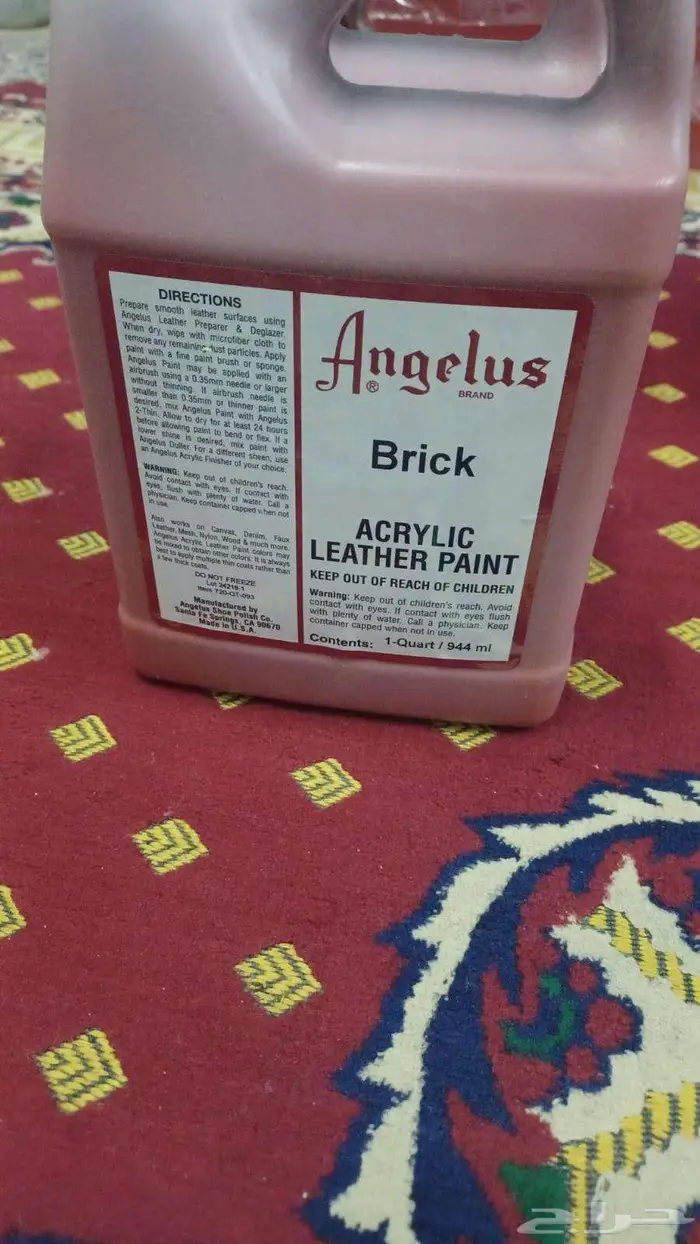 DIRECTIONS
Prepare smooth leather surfaces using
Angelus Leather Preparer & Deglazer.
When dry, wipe with microfiber cloth to
remove any remaining dust particles. Apply
paint with a fine paint brush or sponge.
Angelus Paint may be applied with an
airbrush using a 0.35mm needle or larger
without thinning. If airbrush needle is
smaller than 0.35mm or thinner paint is
desired, mix Angelus Paint with Angelus
2-Thin. Allow to dry for at least 24 hours
before allowing paint to bend or flex. If a
lower shine is desired, mix paint with
Angelus Duller. For a different sheen, use
an Angelus Acrylic Finisher of your choice.
WARNING: Keep out of children's reach.
Avoid contact with eyes. If contact with
eyes, flush with plenty of water. Call a
physician. Keep container capped when not
in use.
Also works on Canvas, Denim, Faux
Leather, Mesh, Nylon, Wood & much more.
Angelus Acrylic Leather Paint colors may
be mixed to obtain other colors. It is always
best to apply multiple thin coats rather than
a few thick coats.
DO NOT FREEZE
Lot 24218-1
Item 720-QT-093
Manufactured by
Angelus Shoe Polish Co.
Santa Fe Springs, CA 90670
Made in U.S.A.
Angelus®
BRAND
Brick
ACRYLIC
LEATHER PAINT
KEEP OUT OF REACH OF CHILDREN
Warning: Keep out of children's reach. Avoid
contact with eyes. If contact with eyes flush
with plenty of water. Call a physician. Keep
container capped when not in use.
Contents: 1-Quart / 944 ml
حراج